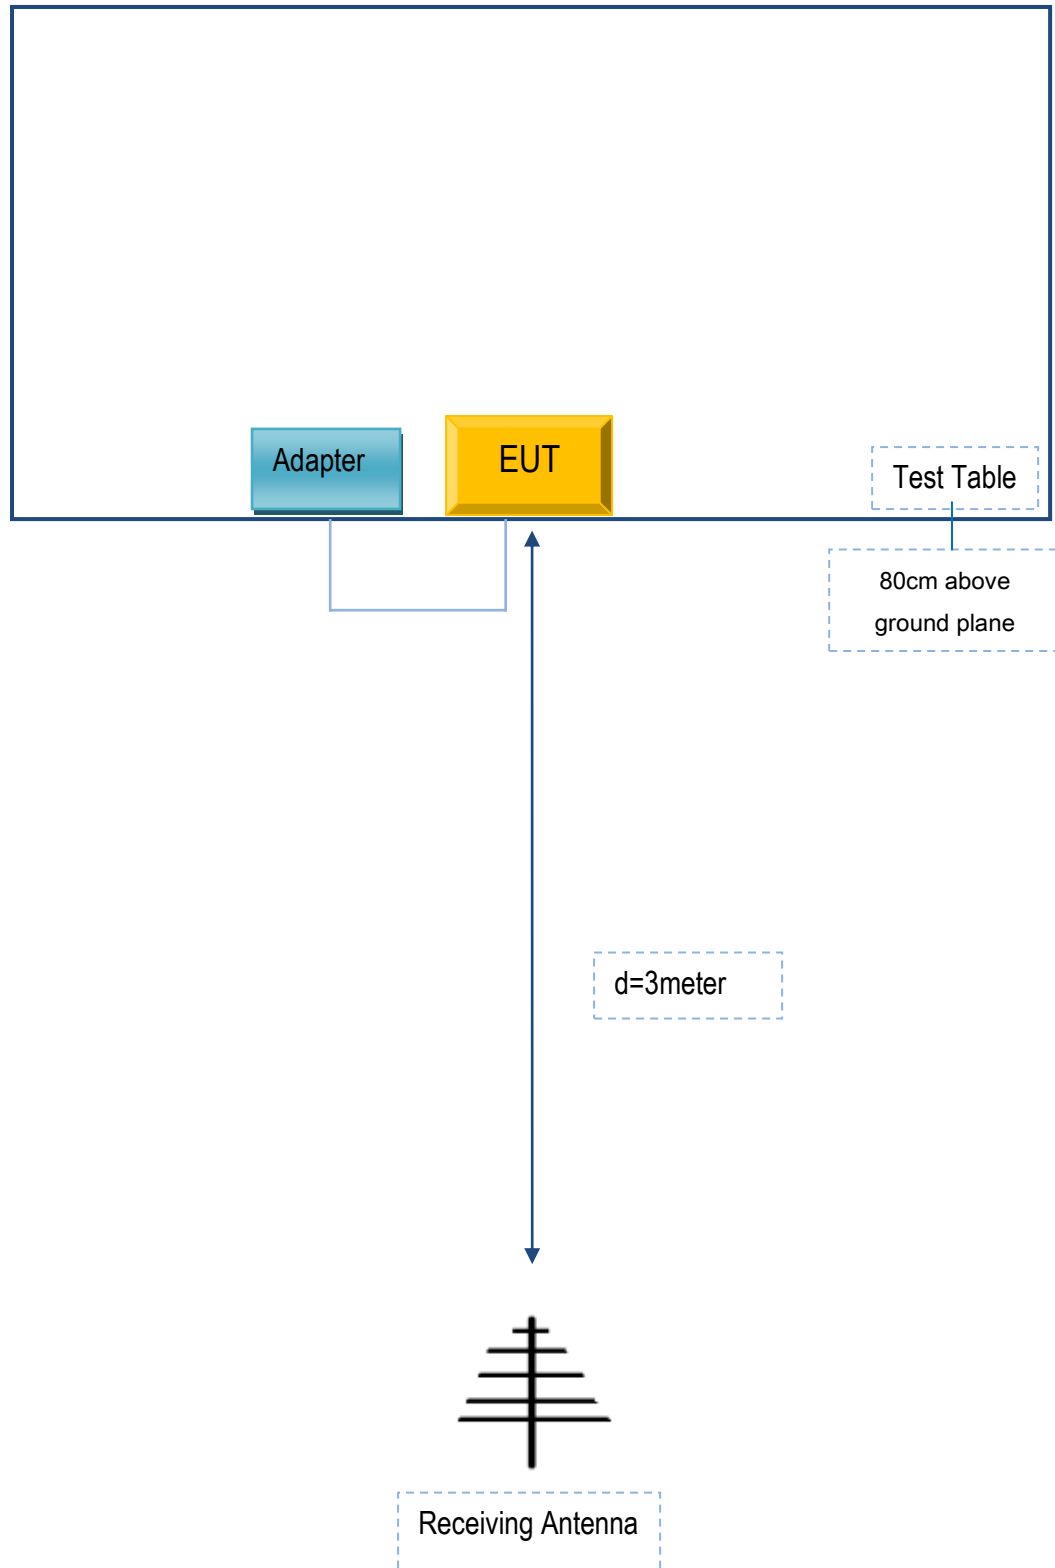 Adapter
EUT
Test Table
80cm above
ground plane
d=3meter
Receiving Antenna